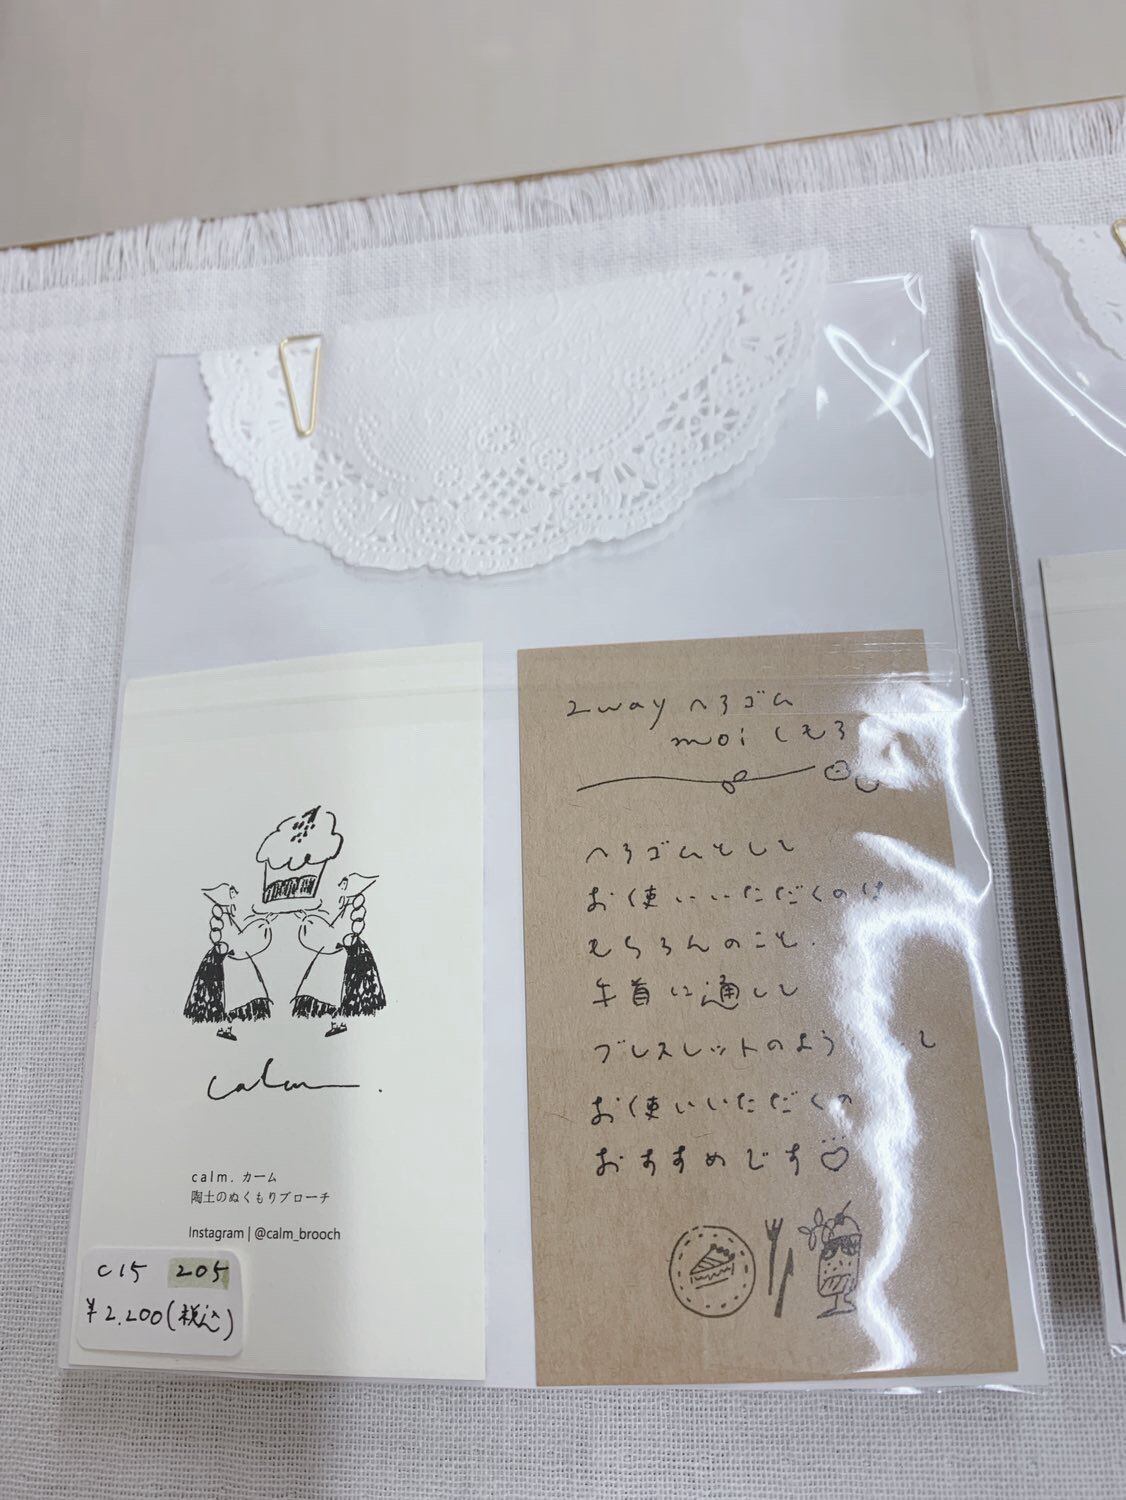 calm.
calm. カーム
陶土のぬくもりブローチ
Instagram | @calm_brooch
C15 205
¥2,200(税込)
2way ヘアゴム
moi くもろ
ヘアゴムとして
お使いいただくのは
もちろんのこと、
手首に通して
ブレスレットのよう して
お使いいただくの
おすすめです♡